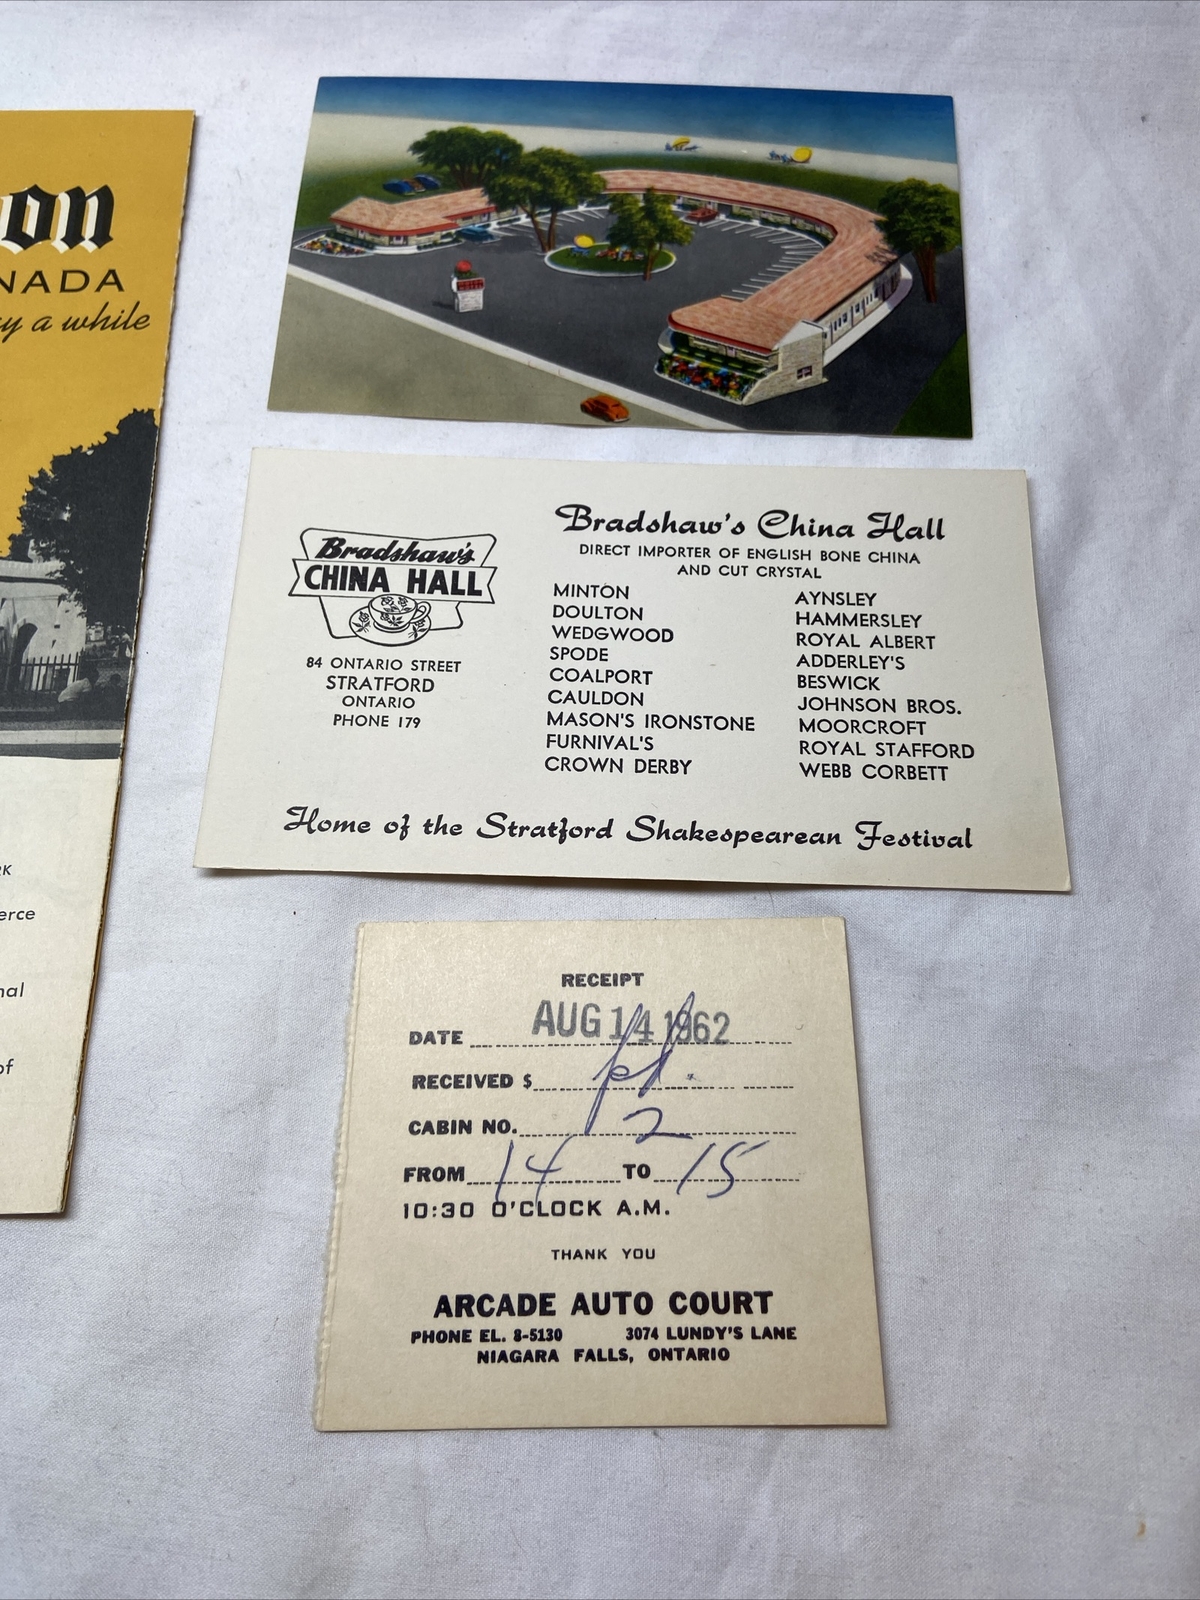 on
NADA
y a while
RK
erce
nal
of
Bradshaw's
CHINA HALL
84 ONTARIO STREET
STRATFORD
ONTARIO
PHONE 179
Bradshaw's China Hall
DIRECT IMPORTER OF ENGLISH BONE CHINA
AND CUT CRYSTAL
MINTON
DOULTON
WEDGWOOD
SPODE
COALPORT
CAULDON
MASON'S IRONSTONE
FURNIVAL'S
CROWN DERBY
AYNSLEY
HAMMERSLEY
ROYAL ALBERT
ADDERLEY'S
BESWICK
JOHNSON BROS.
MOORCROFT
ROYAL STAFFORD
WEBB CORBETT
Home of the Stratford Shakespearean Festival
RECEIPT
DATE AUG 14 1962
RECEIVED $ pd.
CABIN NO. 2
FROM 14 TO 15
10:30 O'CLOCK A.M.
THANK YOU
ARCADE AUTO COURT
PHONE EL. 8-5130 3074 LUNDY'S LANE
NIAGARA FALLS, ONTARIO